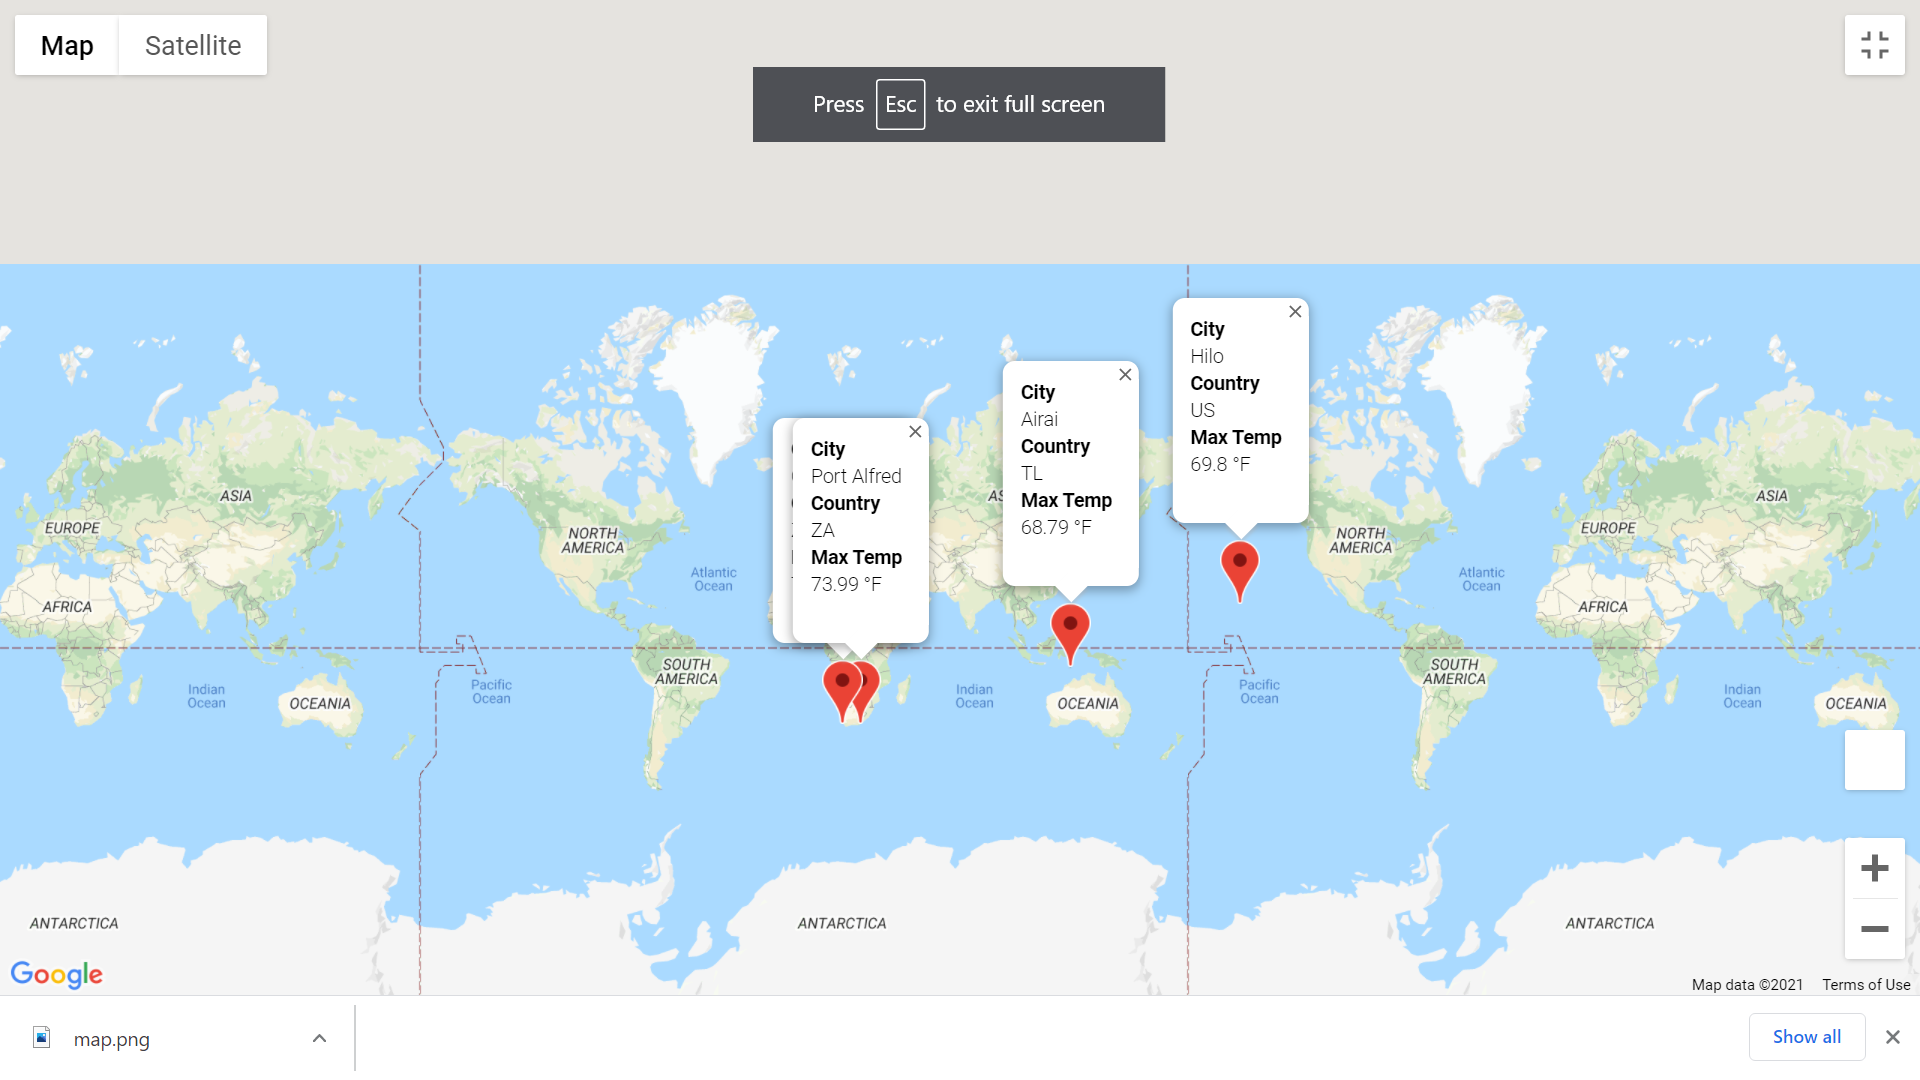 Map
Satellite
Press Esc to exit full screen
City
Hilo
Country
US
Max Temp
69.8 °F
City
Airai
Country
TL
Max Temp
68.79 °F
City
Port Alfred
Country
ZA
Max Temp
73.99 °F
ASIA
EUROPE
AFRICA
Indian
Ocean
OCEANIA
Pacific
Ocean
NORTH
AMERICA
Atlantic
Ocean
SOUTH
AMERICA
Indian
Ocean
OCEANIA
Pacific
Ocean
NORTH
AMERICA
Atlantic
Ocean
SOUTH
AMERICA
EUROPE
ASIA
AFRICA
Indian
Ocean
OCEANIA
ANTARCTICA
ANTARCTICA
ANTARCTICA
Google
Map data ©2021
Terms of Use
map.png
Show all